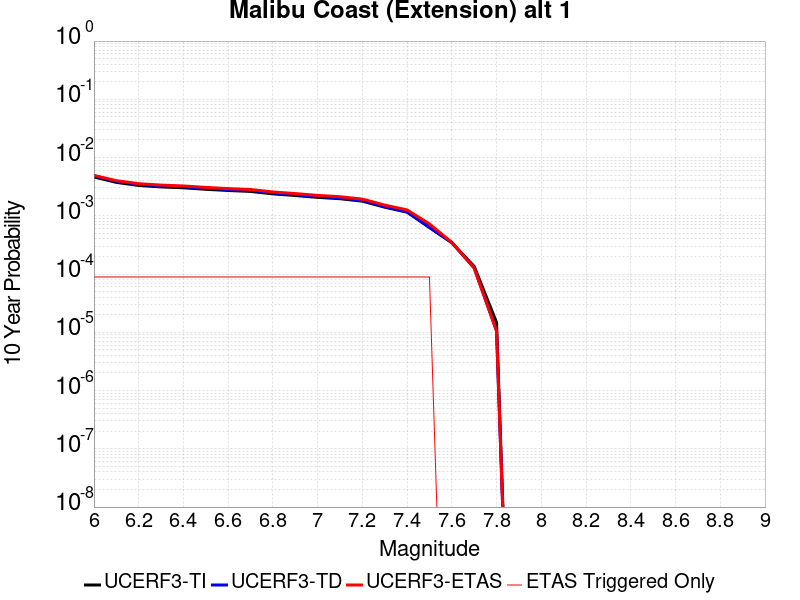 Malibu Coast (Extension) alt 1
10^0
10^-1
10^-2
10^-3
10^-4
10^-5
10^-6
10^-7
10^-8
10 Year Probability
6 6.2 6.4 6.6 6.8 7 7.2 7.4 7.6 7.8 8 8.2 8.4 8.6 8.8 9
Magnitude
UCERF3-TI UCERF3-TD UCERF3-ETAS ETAS Triggered Only